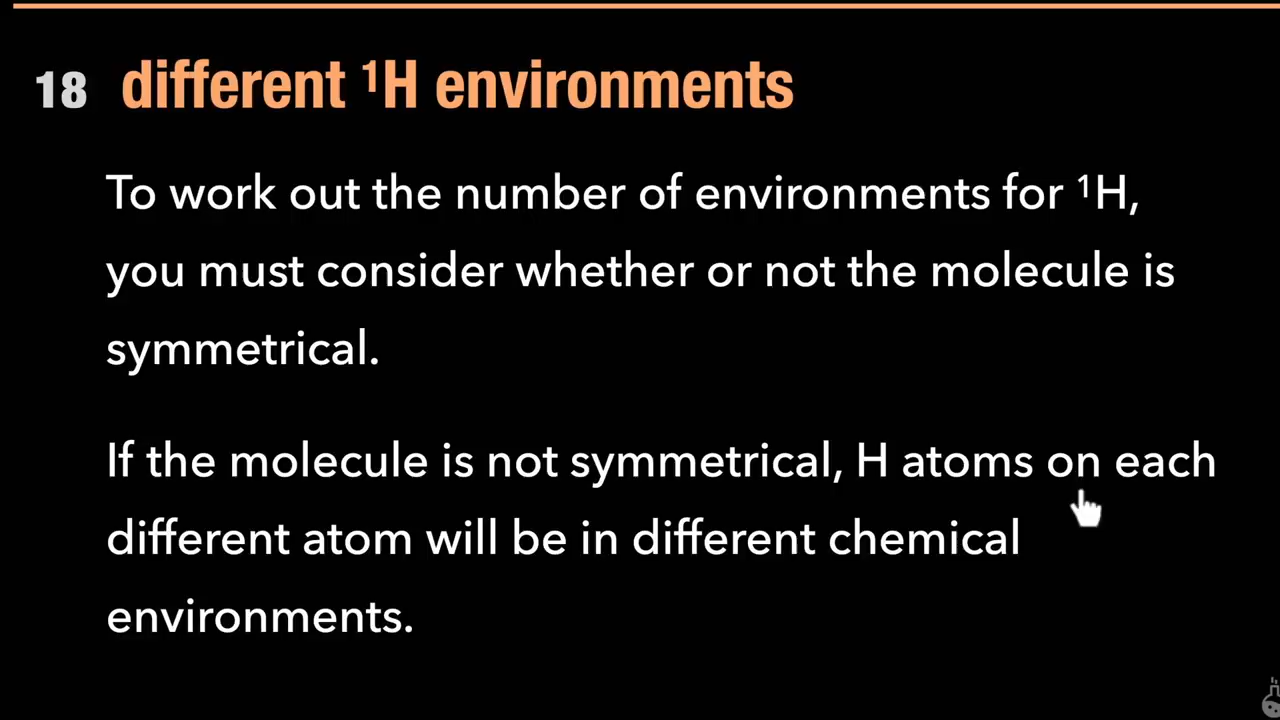 18 different ¹H environments
To work out the number of environments for ¹H,
you must consider whether or not the molecule is
symmetrical.
If the molecule is not symmetrical, H atoms on each
different atom will be in different chemical
environments.